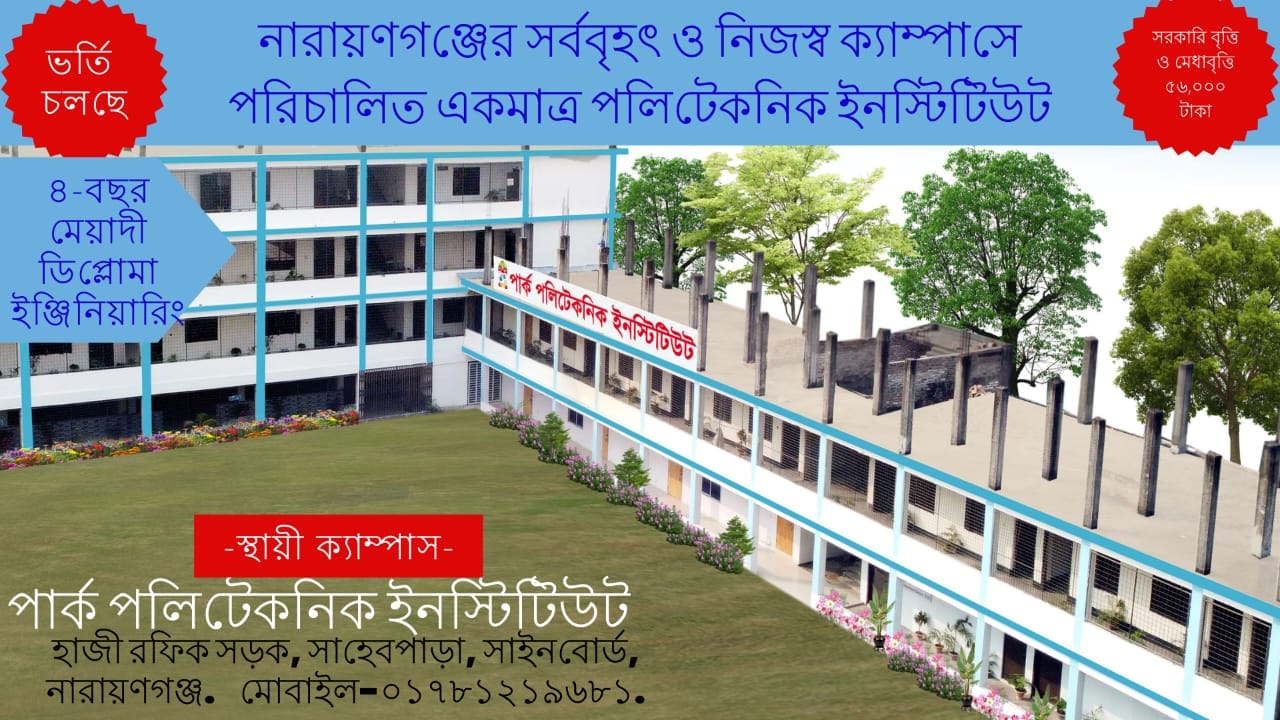 ভর্তি
চলছে
নারায়ণগঞ্জের সর্ববৃহৎ ও নিজস্ব ক্যাম্পাসে
পরিচালিত একমাত্র পলিটেকনিক ইনস্টিটিউট
সরকারি বৃত্তি
ও মেধাবৃত্তি
৫৬,০০০
টাকা
৪-বছর
মেয়াদী
ডিপ্লোমা
ইঞ্জিনিয়ারিং
পার্ক পলিটেকনিক ইনস্টিটিউট
-স্থায়ী ক্যাম্পাস-
পার্ক পলিটেকনিক ইনস্টিটিউট
হাজী রফিক সড়ক, সাহেবপাড়া, সাইনবোর্ড,
নারায়ণগঞ্জ. মোবাইল-০১৭৮১২১৯৬৮১.